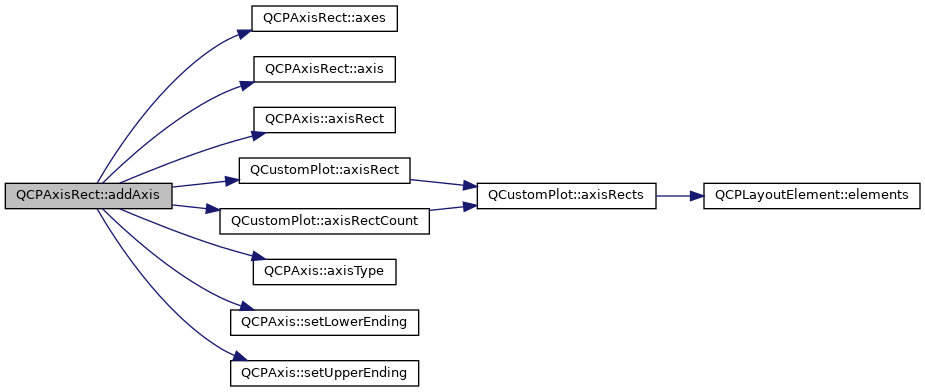 QCPAxisRect::axes
QCPAxisRect::axis
QCPAxis::axisRect
QCustomPlot::axisRect
QCPAxisRect::addAxis
QCustomPlot::axisRects
QCPLayoutElement::elements
QCustomPlot::axisRectCount
QCPAxis::axisType
QCPAxis::setLowerEnding
QCPAxis::setUpperEnding